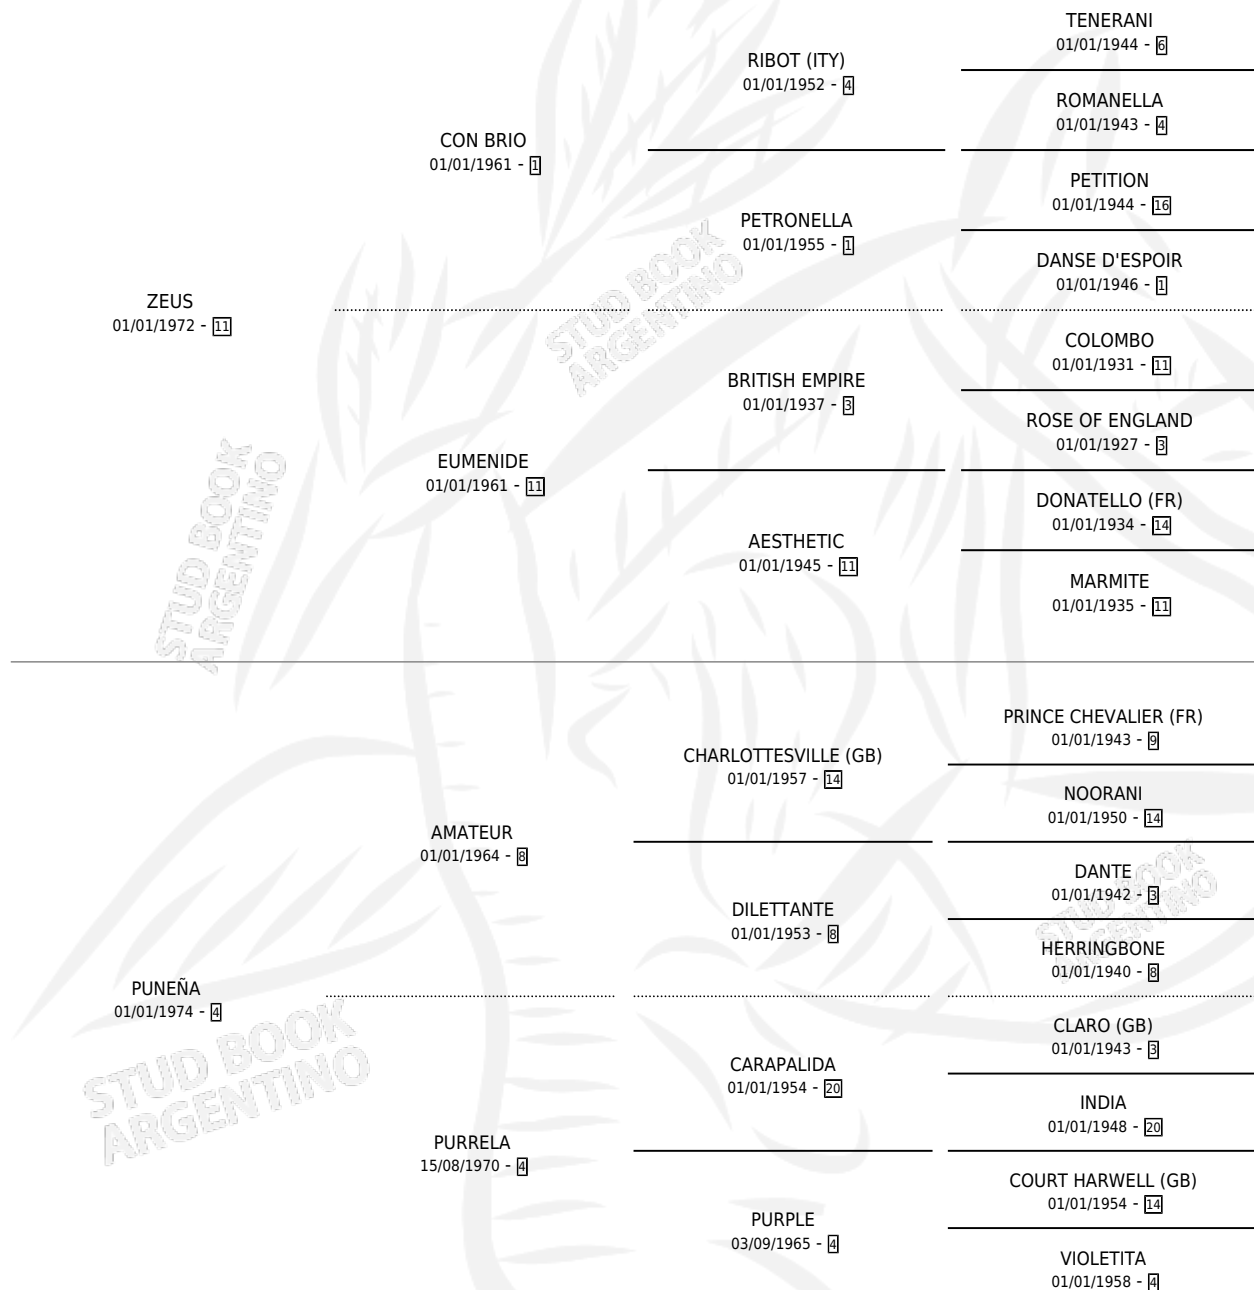 TENERANI
01/01/1944 - 6
RIBOT (ITY)
01/01/1952 - 4
ROMANELLA
01/01/1943 - 4
CON BRIO
01/01/1961 - 1
PETITION
01/01/1944 - 16
PETRONELLA
01/01/1955 - 1
DANSE D'ESPOIR
01/01/1946 - 1
ZEUS
01/01/1972 - 11
COLOMBO
01/01/1931 - 11
BRITISH EMPIRE
01/01/1937 - 3
ROSE OF ENGLAND
01/01/1927 - 3
EUMENIDE
01/01/1961 - 11
DONATELLO (FR)
01/01/1934 - 14
AESTHETIC
01/01/1945 - 11
MARMITE
01/01/1935 - 11
PRINCE CHEVALIER (FR)
01/01/1943 - 9
CHARLOTTESVILLE (GB)
01/01/1957 - 14
NOORANI
01/01/1950 - 14
AMATEUR
01/01/1964 - 8
DANTE
01/01/1942 - 3
DILETTANTE
01/01/1953 - 8
HERRINGBONE
01/01/1940 - 8
PUNEÑA
01/01/1974 - 4
CLARO (GB)
01/01/1943 - 3
CARAPALIDA
01/01/1954 - 20
INDIA
01/01/1948 - 20
PURRELA
15/08/1970 - 4
COURT HARWELL (GB)
01/01/1954 - 14
PURPLE
03/09/1965 - 4
VIOLETITA
01/01/1958 - 4
STUD BOOK
ARGENTINO
STUD BOOK
ARGENTINO
STUD BOOK
ARGENTINO
STUD BOOK
ARGENTINO